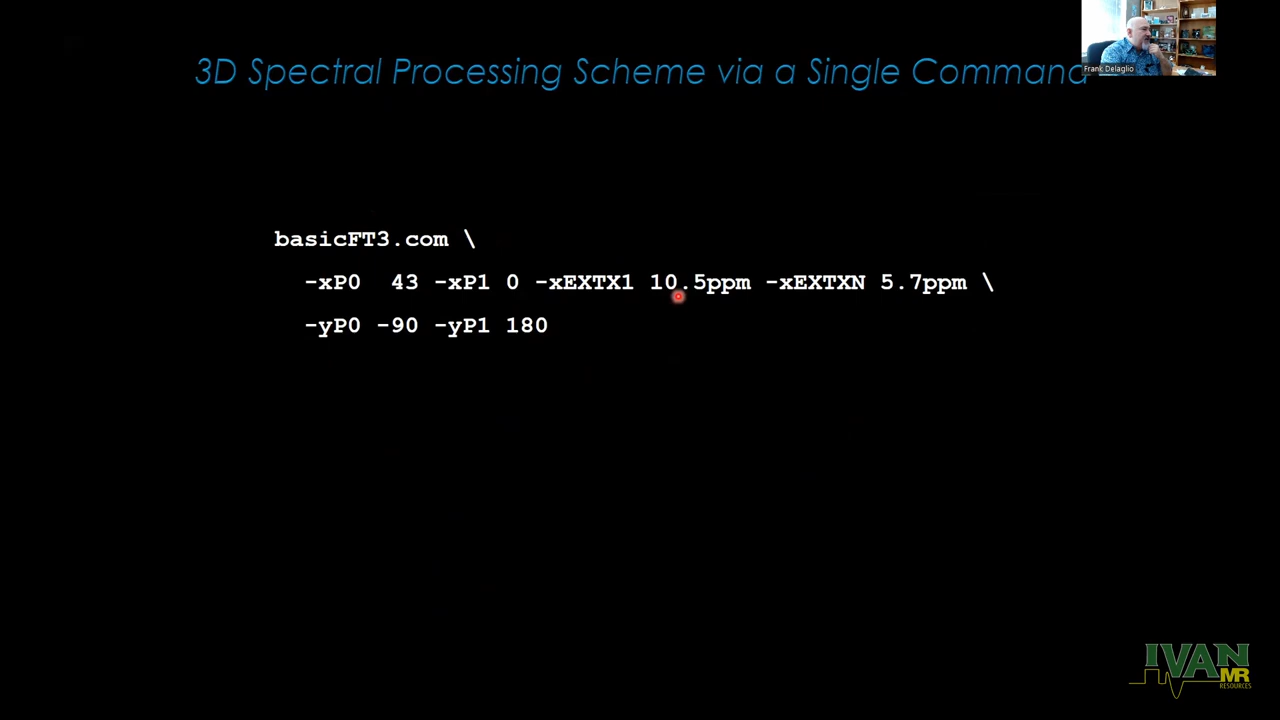 Frank Delaglio
3D Spectral Processing Scheme via a Single Command
basicFT3.com \
-xP0 43 -xP1 0 -xEXTX1 10.5ppm -xEXTXN 5.7ppm \
-yP0 -90 -yP1 180
IVAN
MR
RESOURCES